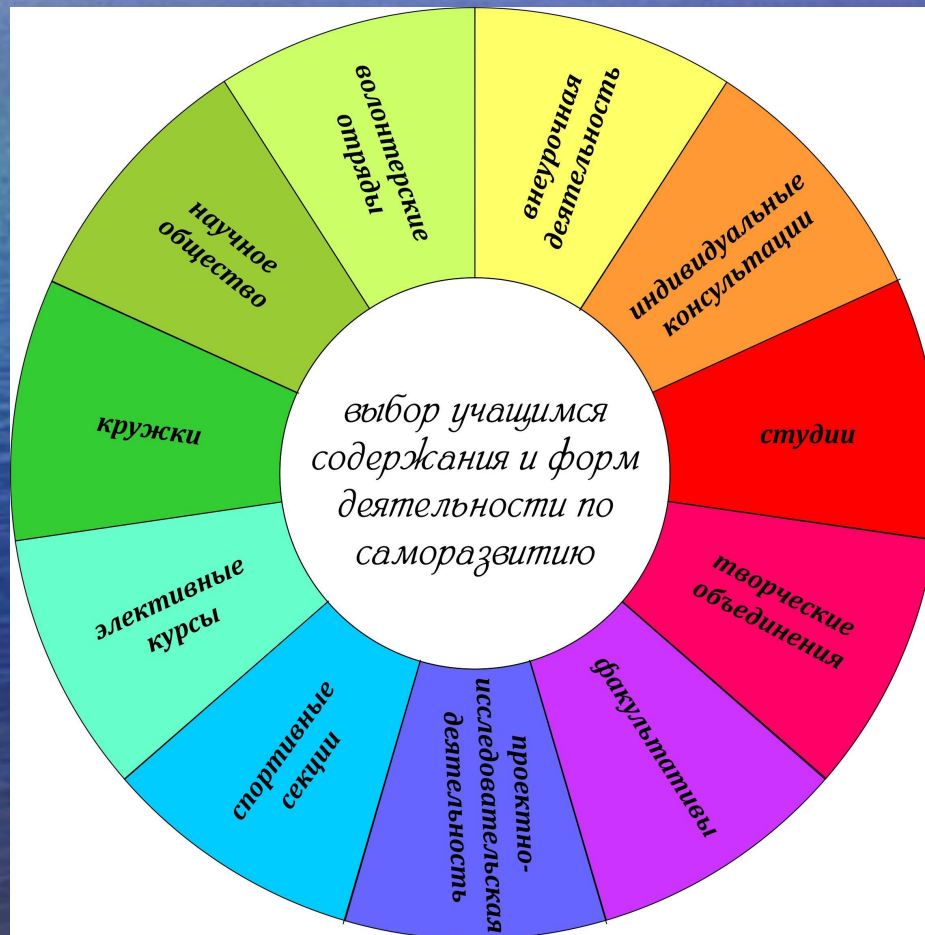 выбор учащимся
содержания и форм
деятельности по
саморазвитию
внеурочная
деятельность
индивидуальные
консультации
студии
творческие
объединения
факультативы
проектно-
исследовательская
деятельность
спортивные
секции
элективные
курсы
кружки
научное
общество
волонтерские
отряды